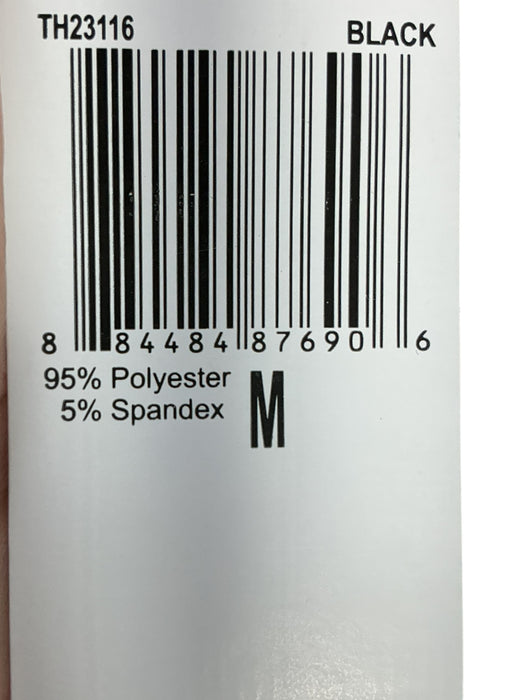 TH23116 BLACK
8 84484 87690 6
95% Polyester
5% Spandex
M